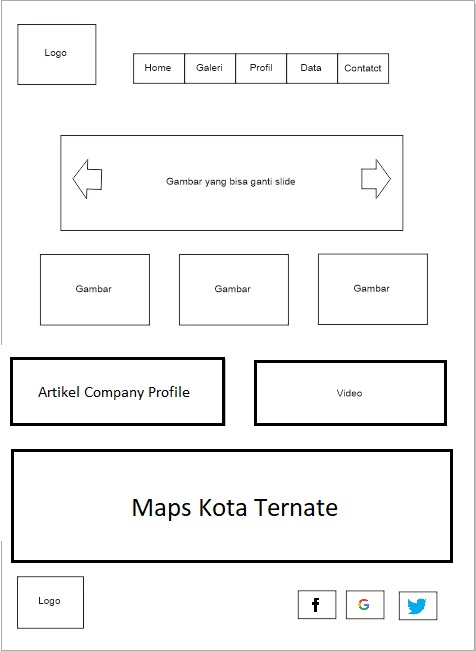 Logo
Home Galeri Profil Data Contatct
Gambar yang bisa ganti slide
Gambar Gambar Gambar
Artikel Company Profile Video
Maps Kota Ternate
Logo